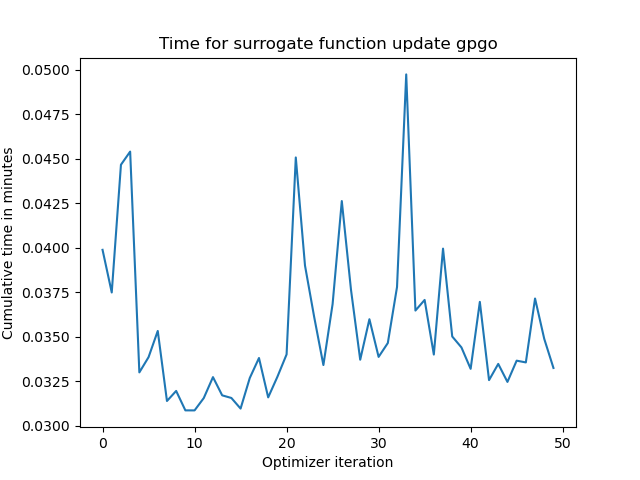 Time for surrogate function update gpgo
0.0500
0.0475
0.0450
0.0425
0.0400
0.0375
0.0350
0.0325
0.0300
Cumulative time in minutes
0 10 20 30 40 50
Optimizer iteration